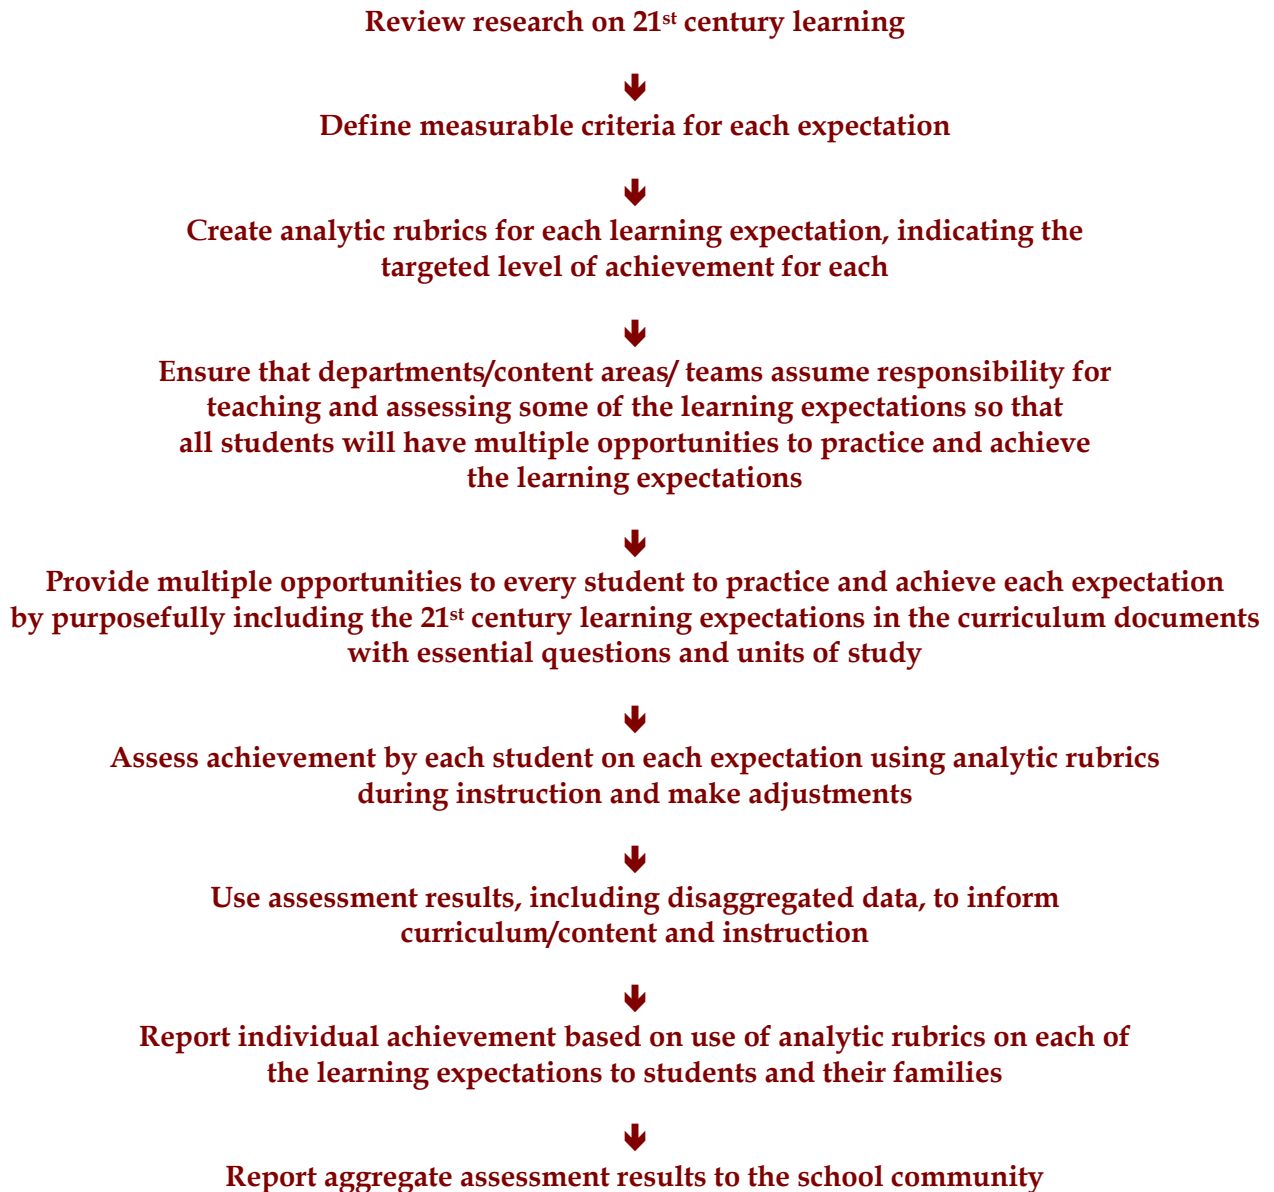 Review research on 21st century learning
Define measurable criteria for each expectation
Create analytic rubrics for each learning expectation, indicating the
targeted level of achievement for each
Ensure that departments/content areas/ teams assume responsibility for
teaching and assessing some of the learning expectations so that
all students will have multiple opportunities to practice and achieve
the learning expectations
Provide multiple opportunities to every student to practice and achieve each expectation
by purposefully including the 21st century learning expectations in the curriculum documents
with essential questions and units of study
Assess achievement by each student on each expectation using analytic rubrics
during instruction and make adjustments
Use assessment results, including disaggregated data, to inform
curriculum/content and instruction
Report individual achievement based on use of analytic rubrics on each of
the learning expectations to students and their families
Report aggregate assessment results to the school community